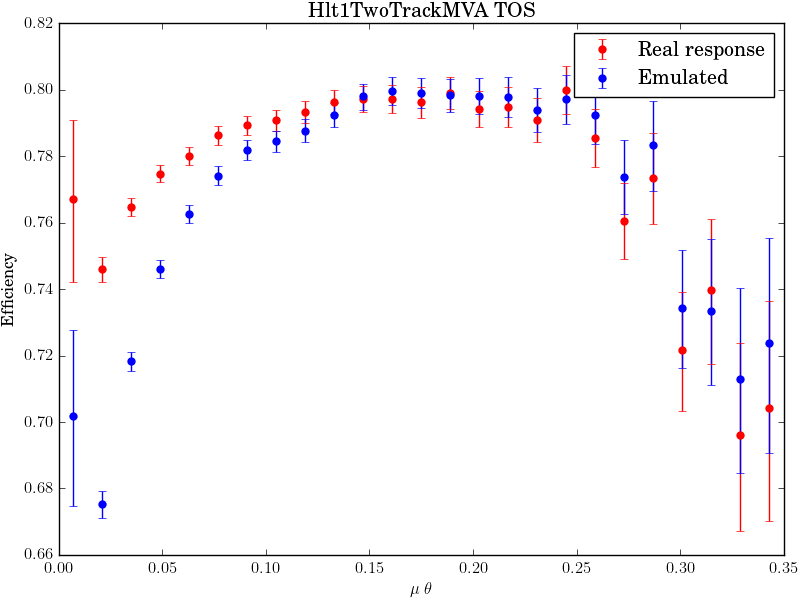 Hlt1TwoTrackMVA TOS
0.82
0.80
0.78
0.76
0.74
0.72
0.70
0.68
0.66
Efficiency
Real response
Emulated
0.00 0.05 0.10 0.15 0.20 0.25 0.30 0.35
μ θ